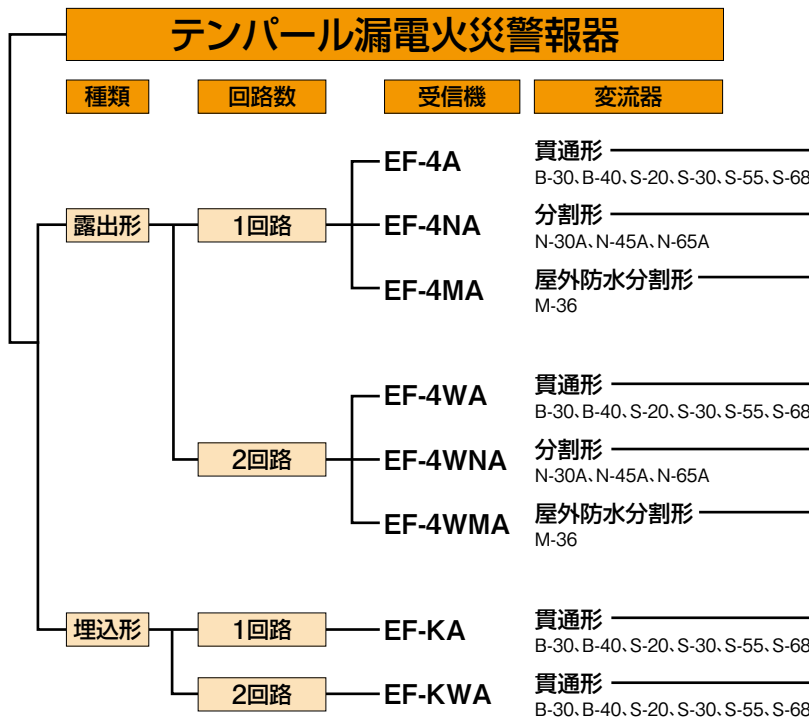 テンパール漏電火災警報器
種類 回路数 受信機 変流器
露出形
1回路
EF-4A
貫通形
B-30、B-40、S-20、S-30、S-55、S-68
EF-4NA
分割形
N-30A、N-45A、N-65A
EF-4MA
屋外防水分割形
M-36
2回路
EF-4WA
貫通形
B-30、B-40、S-20、S-30、S-55、S-68
EF-4WNA
分割形
N-30A、N-45A、N-65A
EF-4WMA
屋外防水分割形
M-36
埋込形
1回路
EF-KA
貫通形
B-30、B-40、S-20、S-30、S-55、S-68
2回路
EF-KWA
貫通形
B-30、B-40、S-20、S-30、S-55、S-68